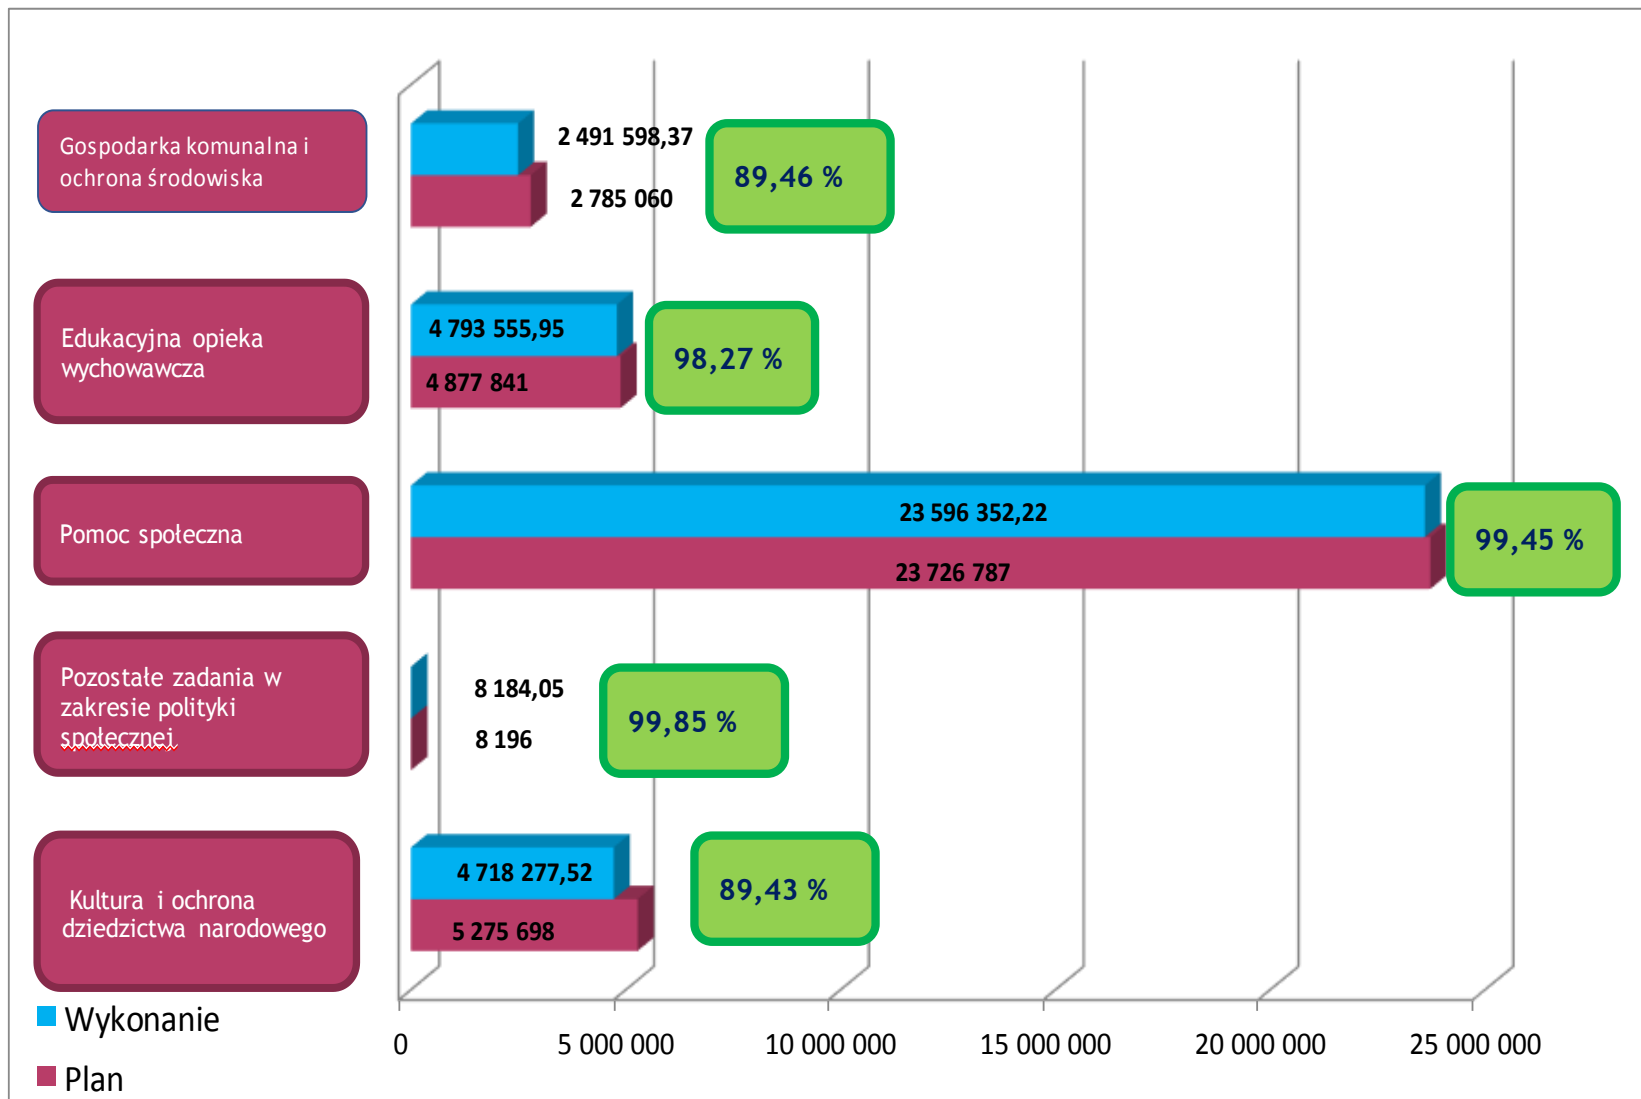 Gospodarka komunalna i
ochrona środowiska
2 491 598,37
2 785 060
89,46 %
Edukacyjna opieka
wychowawcza
4 793 555,95
4 877 841
98,27 %
Pomoc społeczna
23 596 352,22
23 726 787
99,45 %
Pozostałe zadania w
zakresie polityki
społecznej
8 184,05
8 196
99,85 %
Kultura i ochrona
dziedzictwa narodowego
4 718 277,52
5 275 698
89,43 %
0 5 000 000 10 000 000 15 000 000 20 000 000 25 000 000
Wykonanie
Plan